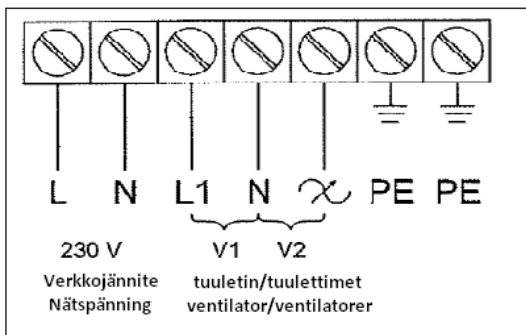 L N L1 N PE PE
230 V V1 V2
Verkkojännite tuuletin/tuulettimet
Nätspänning ventilator/ventilatorer